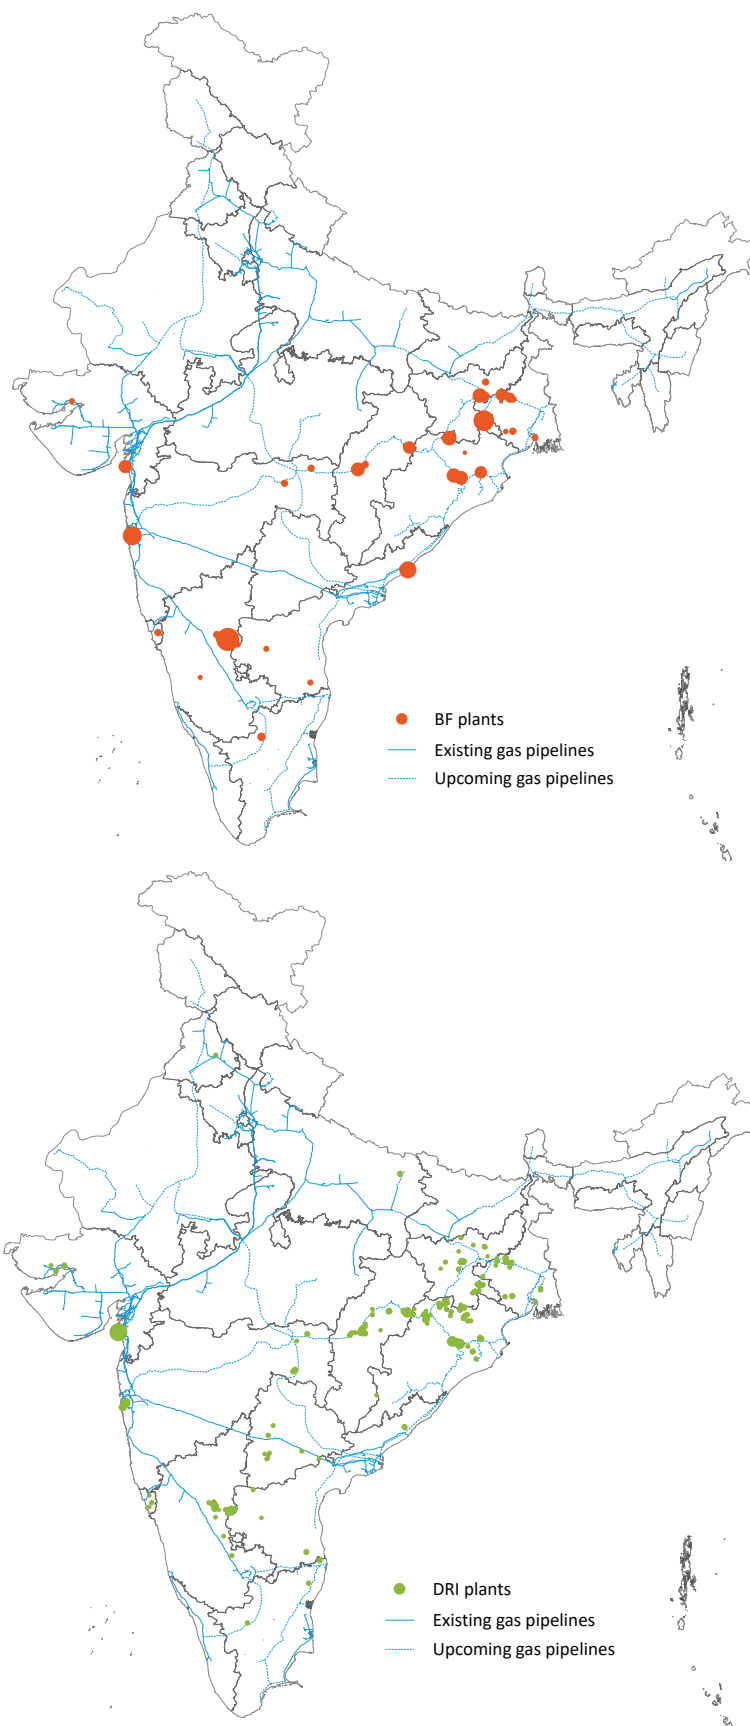 BF plants
Existing gas pipelines
Upcoming gas pipelines
DRI plants
Existing gas pipelines
Upcoming gas pipelines